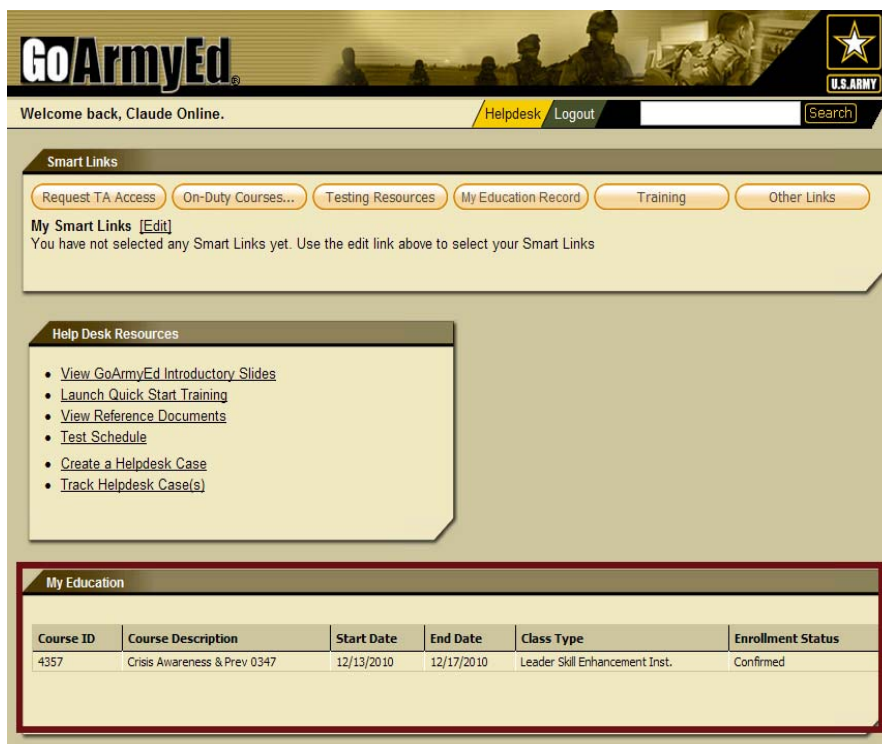 GoArmyEd®
U.S.ARMY
Welcome back, Claude Online.
Helpdesk Logout Search
Smart Links
Request TA Access On-Duty Courses... Testing Resources My Education Record Training Other Links
My Smart Links [Edit]
You have not selected any Smart Links yet. Use the edit link above to select your Smart Links
Help Desk Resources
• View GoArmyEd Introductory Slides
• Launch Quick Start Training
• View Reference Documents
• Test Schedule
• Create a Helpdesk Case
• Track Helpdesk Case(s)
My Education
Course ID Course Description Start Date End Date Class Type Enrollment Status
4357 Crisis Awareness & Prev 0347 12/13/2010 12/17/2010 Leader Skill Enhancement Inst. Confirmed